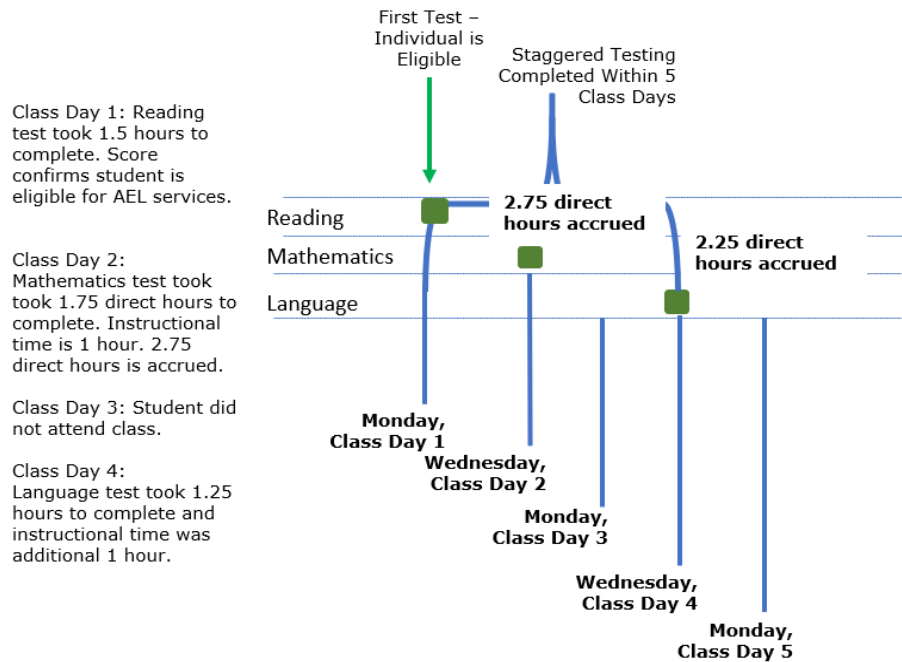 First Test –
Individual is
Eligible
Staggered Testing
Completed Within 5
Class Days
Class Day 1: Reading
test took 1.5 hours to
complete. Score
confirms student is
eligible for AEL services.
Class Day 2:
Mathematics test took
took 1.75 direct hours to
complete. Instructional
time is 1 hour. 2.75
direct hours is accrued.
Class Day 3: Student did
not attend class.
Class Day 4:
Language test took 1.25
hours to complete and
instructional time was
additional 1 hour.
Reading
Mathematics
Language
2.75 direct
hours accrued
2.25 direct
hours accrued
Monday,
Class Day 1
Wednesday,
Class Day 2
Monday,
Class Day 3
Wednesday,
Class Day 4
Monday,
Class Day 5